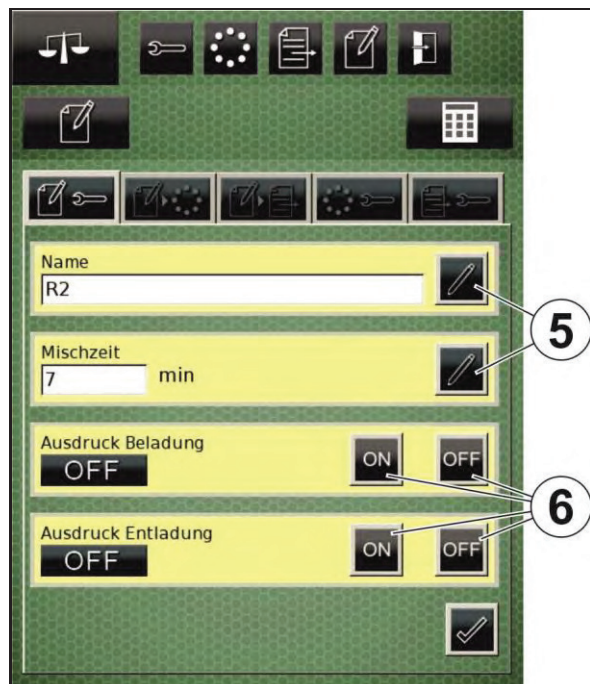 Name
R2
5
Mischzeit
7 min
Ausdruck Beladung
OFF ON OFF
6
Ausdruck Entladung
OFF ON OFF